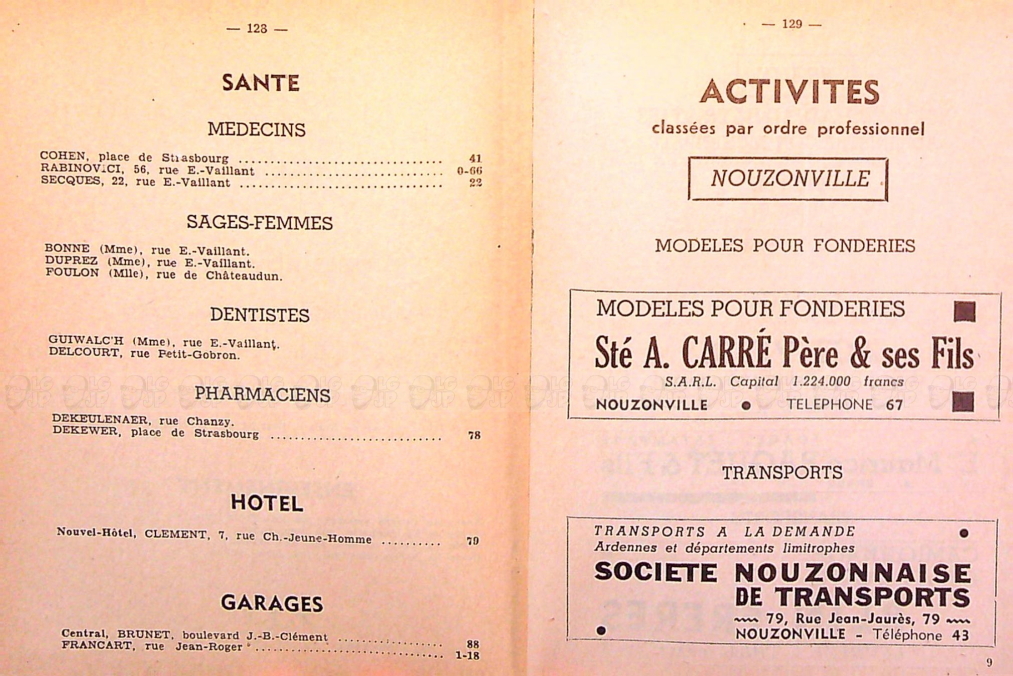 — 128 —
SANTE
MEDECINS
COHEN, place de Strasbourg ........................................ 41
RABINOVICI, 56, rue E.-Vaillant ................................... 0-66
SECQUES, 22, rue E.-Vaillant ........................................ 22
SAGES-FEMMES
BONNE (Mme), rue E.-Vaillant.
DUPREZ (Mme), rue E.-Vaillant.
FOULON (Mlle), rue de Châteaudun.
DENTISTES
GUIWALC'H (Mme), rue E.-Vaillant.
DELCOURT, rue Petit-Gobron.
PHARMACIENS
DEKEULENAER, rue Chanzy.
DEKEWER, place de Strasbourg ................................. 78
HOTEL
Nouvel-Hôtel, CLEMENT, 7, rue Ch.-Jeune-Homme .......... 79
GARAGES
Central, BRUNET, boulevard J.-B.-Clément .................... 88
FRANCART, rue Jean-Roger .................................... 1-18
— 129 —
ACTIVITES
classées par ordre professionnel
NOUZONVILLE
MODELES POUR FONDERIES
MODELES POUR FONDERIES
Sté A. CARRÉ Père & ses Fils
S.A.R.L. Capital 1.224.000 francs
NOUZONVILLE ● TELEPHONE 67
TRANSPORTS
TRANSPORTS A LA DEMANDE
Ardennes et départements limitrophes
SOCIETE NOUZONNAISE
DE TRANSPORTS
79, Rue Jean-Jaurès, 79
NOUZONVILLE - Téléphone 43
9